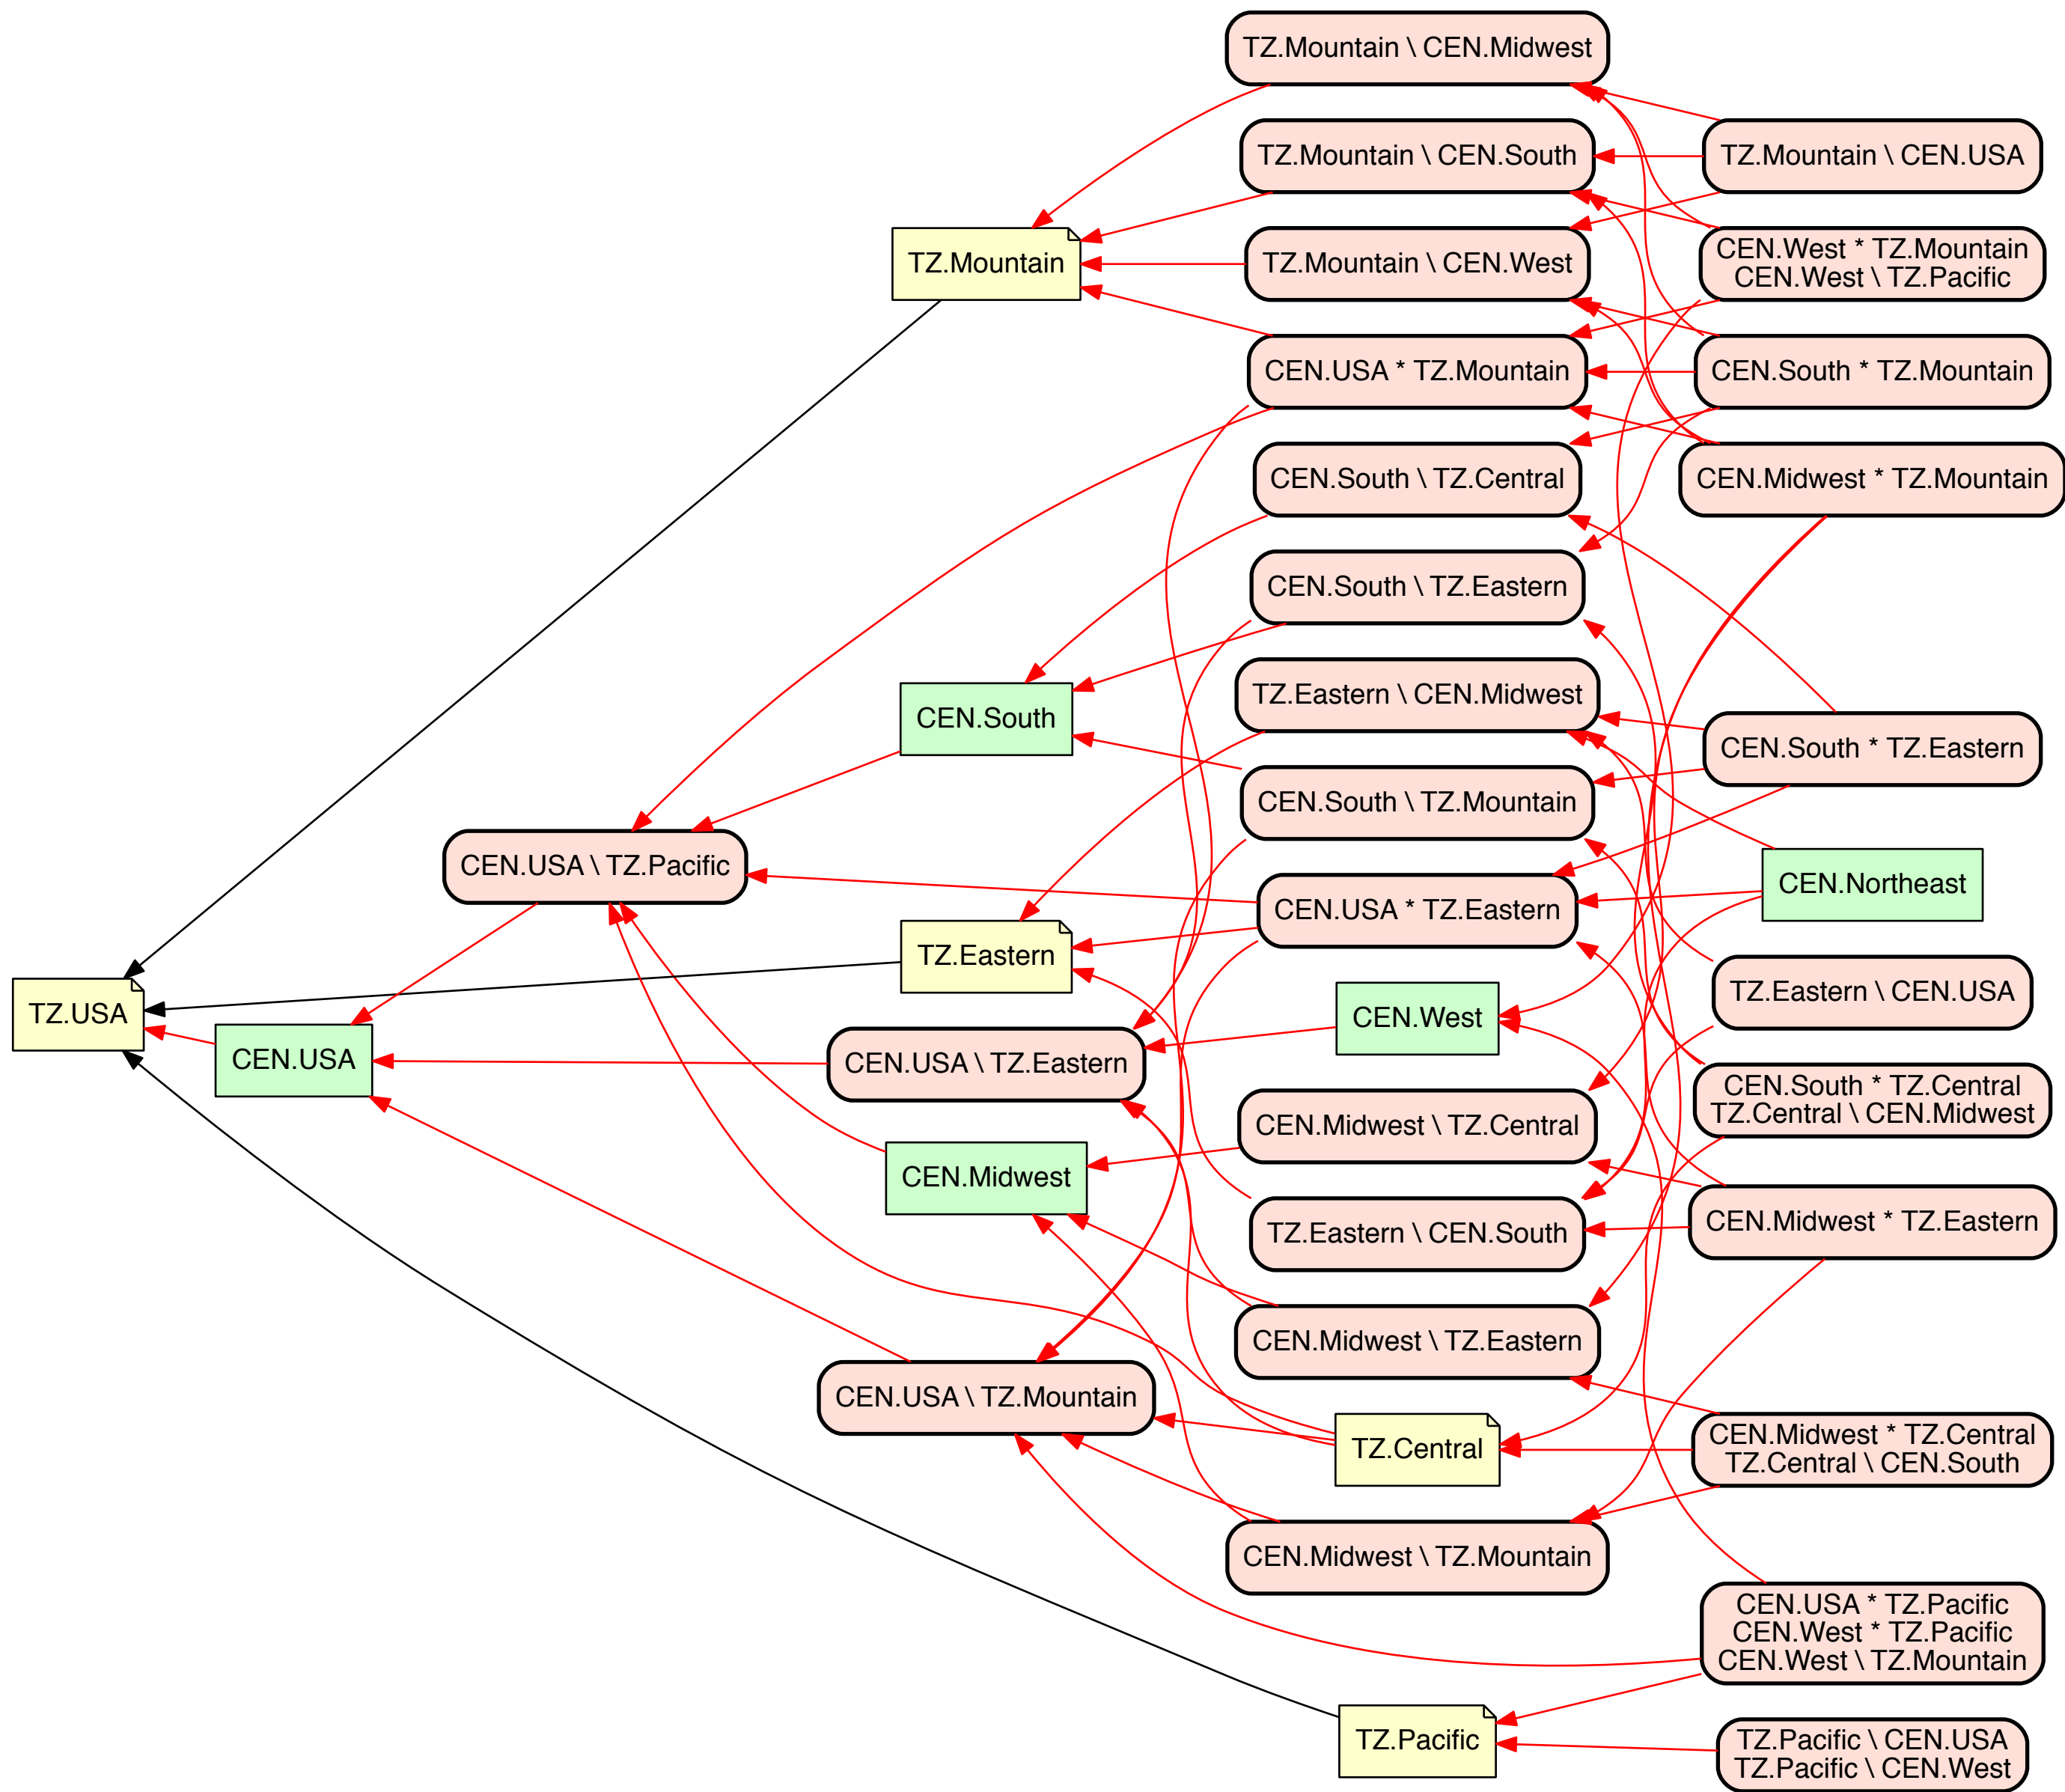 TZ.Mountain \ CEN.Midwest
TZ.Mountain \ CEN.South
TZ.Mountain \ CEN.USA
TZ.Mountain
TZ.Mountain \ CEN.West
CEN.West * TZ.Mountain
CEN.West \ TZ.Pacific
CEN.USA * TZ.Mountain
CEN.South * TZ.Mountain
CEN.South \ TZ.Central
CEN.Midwest * TZ.Mountain
CEN.South \ TZ.Eastern
CEN.South
TZ.Eastern \ CEN.Midwest
CEN.South * TZ.Eastern
CEN.South \ TZ.Mountain
CEN.USA \ TZ.Pacific
CEN.USA * TZ.Eastern
CEN.Northeast
TZ.Eastern
TZ.Eastern \ CEN.USA
TZ.USA
CEN.USA
CEN.USA \ TZ.Eastern
CEN.West
CEN.South * TZ.Central
TZ.Central \ CEN.Midwest
CEN.Midwest \ TZ.Central
CEN.Midwest
TZ.Eastern \ CEN.South
CEN.Midwest * TZ.Eastern
CEN.Midwest \ TZ.Eastern
CEN.USA \ TZ.Mountain
TZ.Central
CEN.Midwest * TZ.Central
TZ.Central \ CEN.South
CEN.Midwest \ TZ.Mountain
CEN.USA * TZ.Pacific
CEN.West * TZ.Pacific
CEN.West \ TZ.Mountain
TZ.Pacific
TZ.Pacific \ CEN.USA
TZ.Pacific \ CEN.West